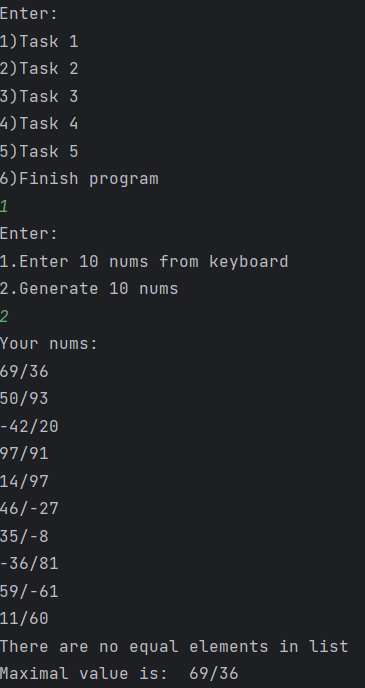 Enter:
1)Task 1
2)Task 2
3)Task 3
4)Task 4
5)Task 5
6)Finish program
1
Enter:
1.Enter 10 nums from keyboard
2.Generate 10 nums
2
Your nums:
69/36
50/93
-42/20
97/91
14/97
46/-27
35/-8
-36/81
59/-61
11/60
There are no equal elements in list
Maximal value is:  69/36